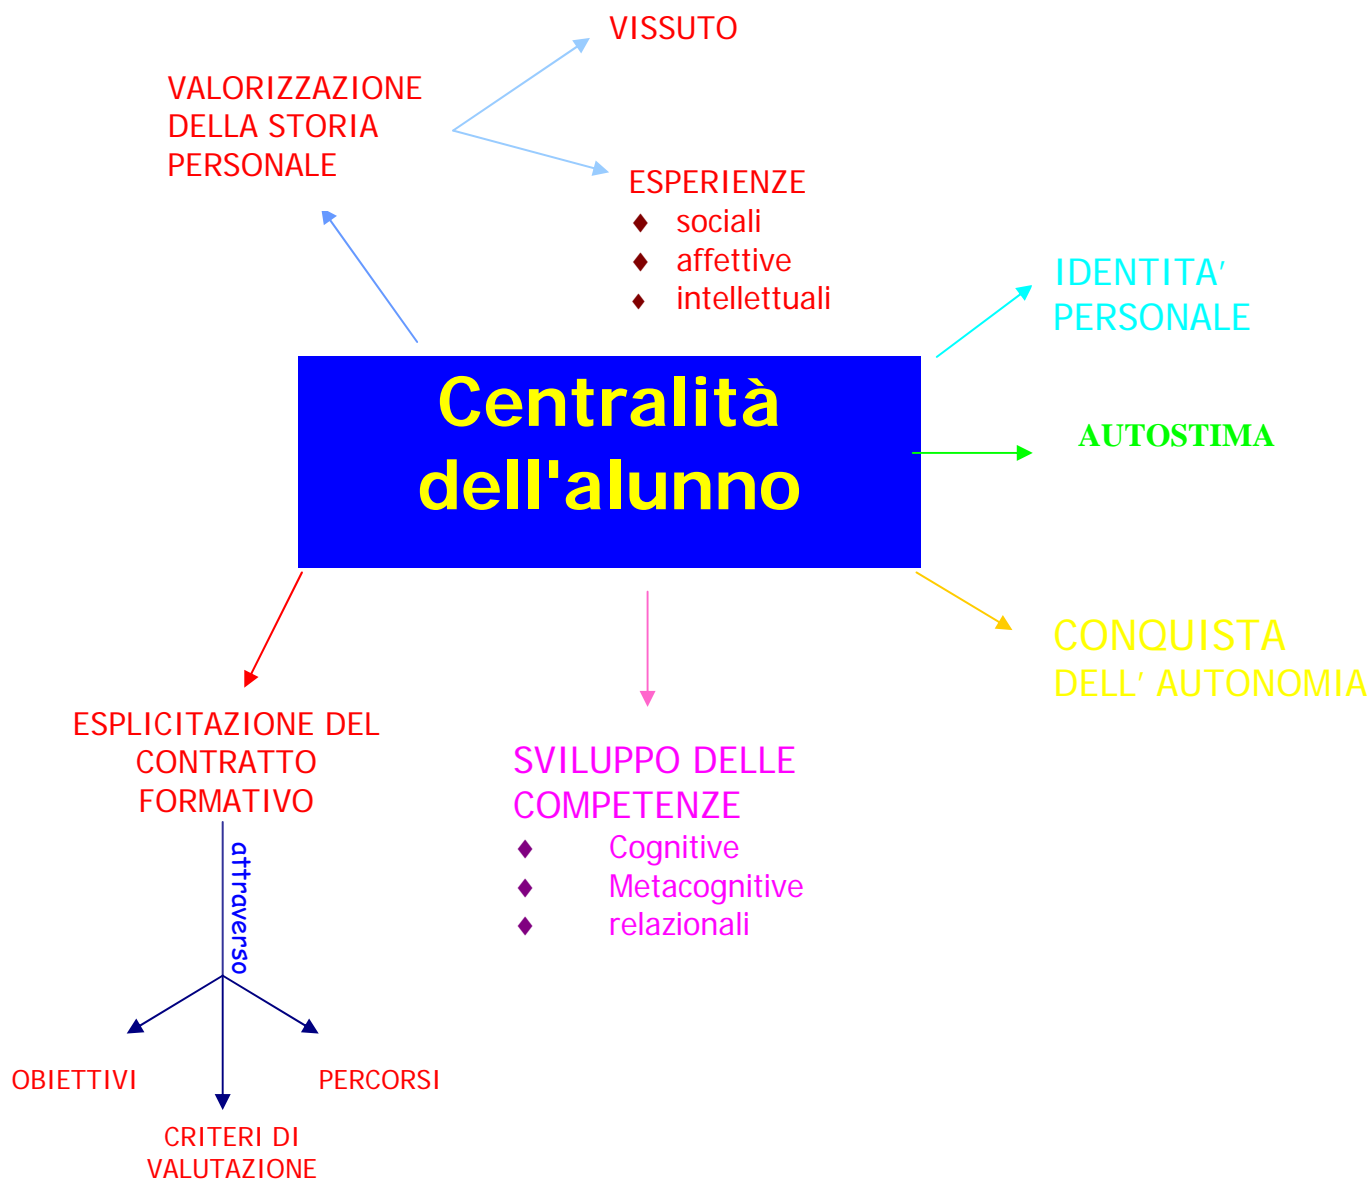 VISSUTO
VALORIZZAZIONE
DELLA STORIA
PERSONALE
ESPERIENZE
♦ sociali
♦ affettive
♦ intellettuali
IDENTITA’
PERSONALE
Centralità
dell'alunno
AUTOSTIMA
CONQUISTA
DELL’ AUTONOMIA
ESPLICITAZIONE DEL
CONTRATTO
FORMATIVO
attraverso
OBIETTIVI
PERCORSI
CRITERI DI
VALUTAZIONE
SVILUPPO DELLE
COMPETENZE
♦ Cognitive
♦ Metacognitive
♦ relazionali